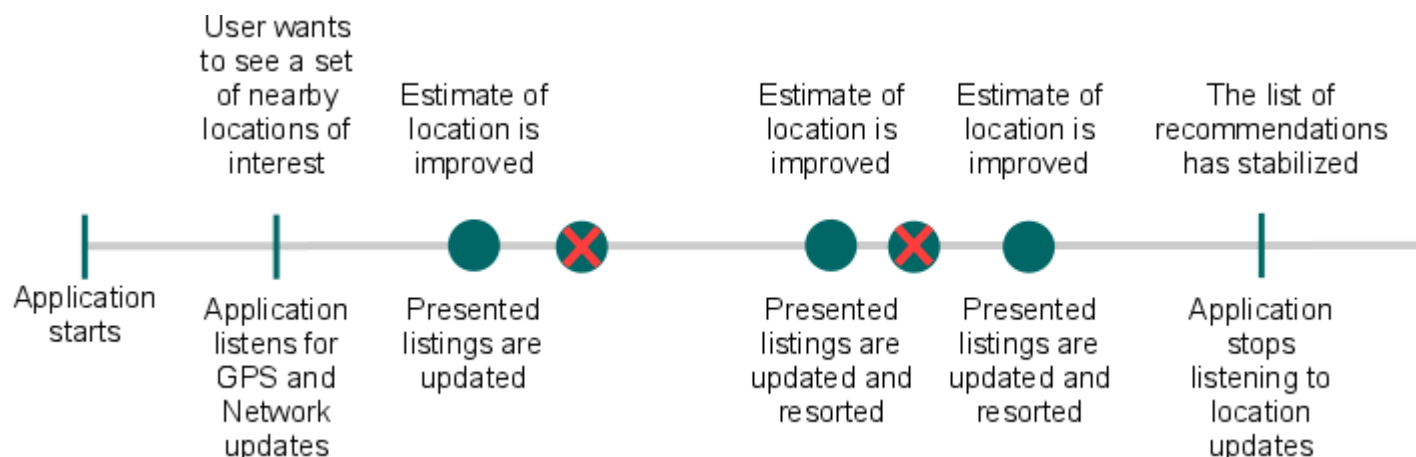 User wants
to see a set
of nearby
locations of
interest
Estimate of
location is
improved
Estimate of
location is
improved
Estimate of
location is
improved
The list of
recommendations
has stabilized
Application
starts
Application
listens for
GPS and
Network
updates
Presented
listings are
updated
Presented
listings are
updated and
resorted
Presented
listings are
updated and
resorted
Application
stops
listening to
location
updates